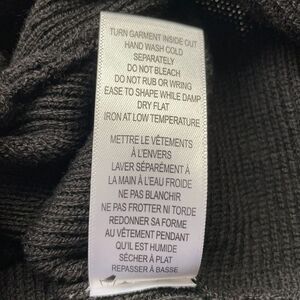 TURN GARMENT INSIDE OUT
HAND WASH COLD
SEPARATELY
DO NOT BLEACH
DO NOT RUB OR WRING
EASE TO SHAPE WHILE DAMP
DRY FLAT
IRON AT LOW TEMPERATURE
METTRE LE VÊTEMENTS
À L'ENVERS
LAVER SÉPARÉMENT À
LA MAIN À L'EAU FROIDE
NE PAS BLANCHIR
NE PAS FROTTER NI TORDE
REDONNER SA FORME
AU VÊTEMENT PENDANT
QU'IL EST HUMIDE
SÉCHER À PLAT
REPASSER À BASSE